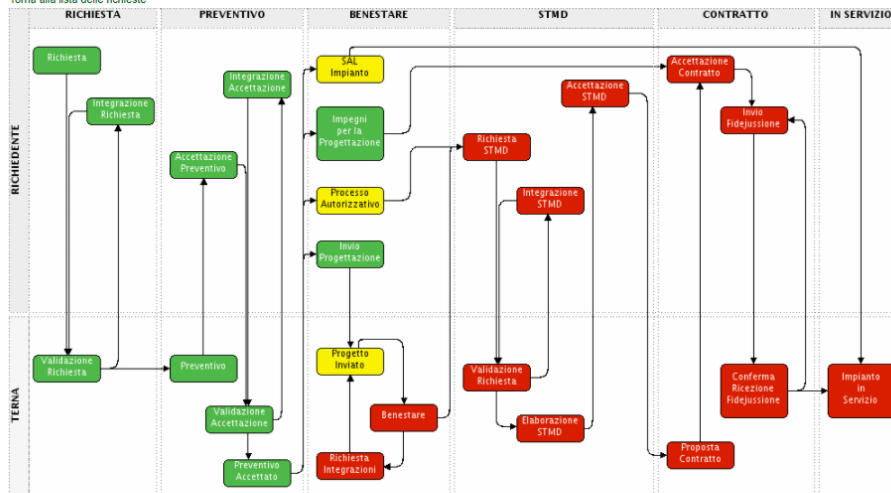 Torna alla lista delle richieste
RICHIESTA
PREVENTIVO
BENESTARE
STMD
CONTRATTO
IN SERVIZIO
RICHIEDENTE
Richiesta
Integrazione
Richiesta
Integrazione
Accettazione
Accettazione
Preventivo
SAL
Impianto
Impegni
per la
Progettazione
Processo
Autorizzativo
Invio
Progettazione
Richiesta
STMD
Integrazione
STMD
Accettazione
STMD
Accettazione
Contratto
Invio
Fidejussione
TERNA
Validazione
Richiesta
Preventivo
Validazione
Accettazione
Preventivo
Accettato
Progetto
Inviato
Benestare
Richiesta
Integrazioni
Validazione
Richiesta
Elaborazione
STMD
Proposta
Contratto
Conferma
Ricezione
Fidejussione
Impianto
in
Servizio